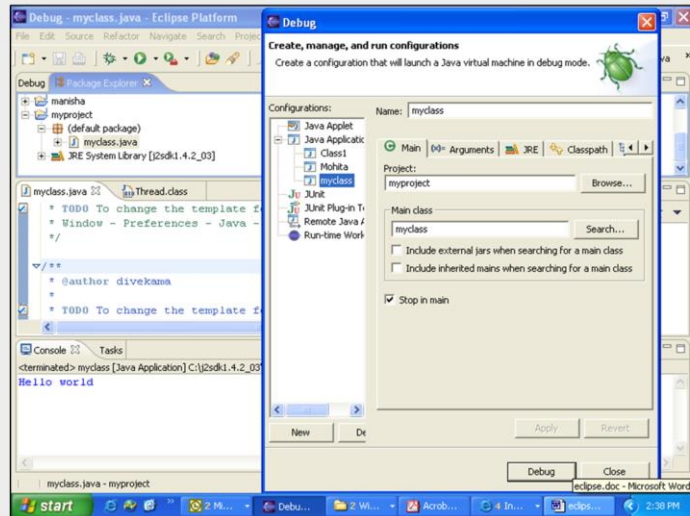 Debug - myclass.java - Eclipse Platform
File Edit Source Refactor Navigate Search
Debug Package Explorer
manisha
myproject
(default package)
myclass.java
JRE System Library [j2sdk1.4.2_03]
myclass.java Thread.class
* TODO To change the template
* Window - Preferences - Java -
*/
/**
* @author divekama
*
* TODO To change the template
Console Tasks
<terminated> myclass [Java Application] C:\j2sdk1.4.2_03\
Hello world
myclass.java - myproject
Debug
Create, manage, and run configurations
Create a configuration that will launch a Java virtual machine in debug mode.
Configurations:
Java Applet
Java Applicatio
Class1
Mohita
myclass
JUnit
JUnit Plug-in T
Remote Java A
Run-time Work
New De
Name: myclass
Main (x)= Arguments JRE Classpath
Project:
myproject Browse...
Main class
myclass Search...
Include external jars when searching for a main class
Include inherited mains when searching for a main class
Stop in main
Apply Revert
Debug Close
eclipse.doc - Microsoft Word
start 2 Mi... Debu... 2 Wi... Acrob... 4 In... eclips... 2:38 PM